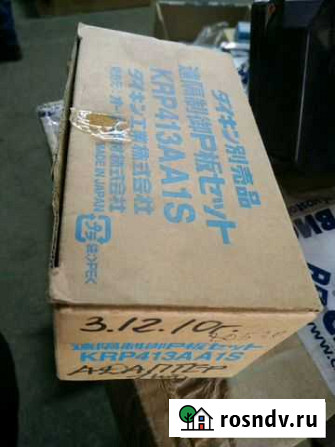 ダイキン別売品
遠隔制御P板セット
KRP413AA1S
ダイキン工業株式会社
MADE IN JAPAN
プラ
3.12.10
遠隔制御P板セット
KRP413AA1S
АДАПТЕР
rosndv.ru